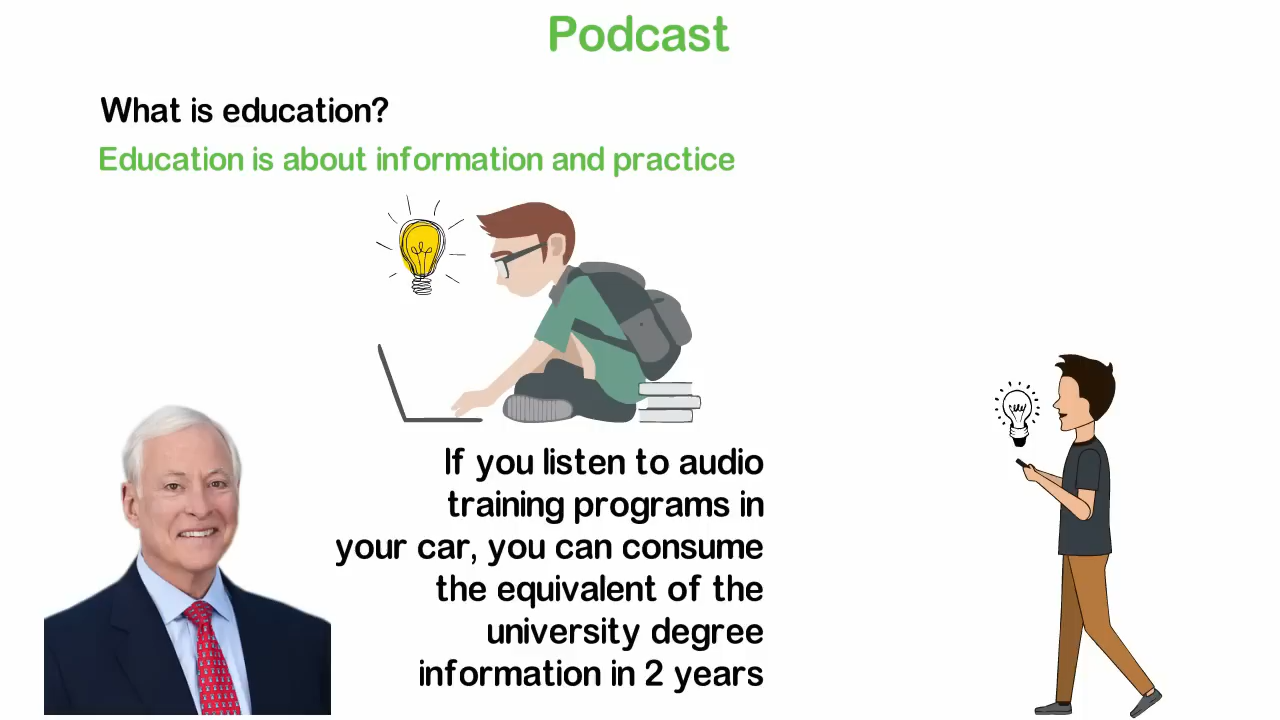 Podcast
What is education?
Education is about information and practice
If you listen to audio
training programs in
your car, you can consume
the equivalent of the
university degree
information in 2 years